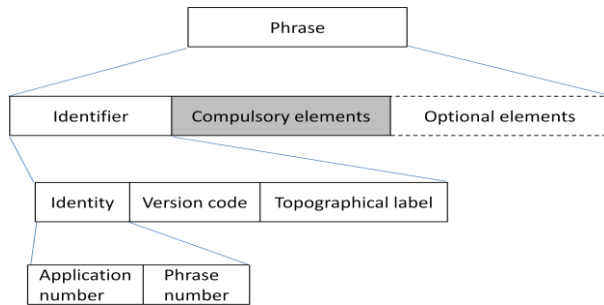 Phrase
Identifier Compulsory elements Optional elements
Identity Version code Topographical label
Application number Phrase number